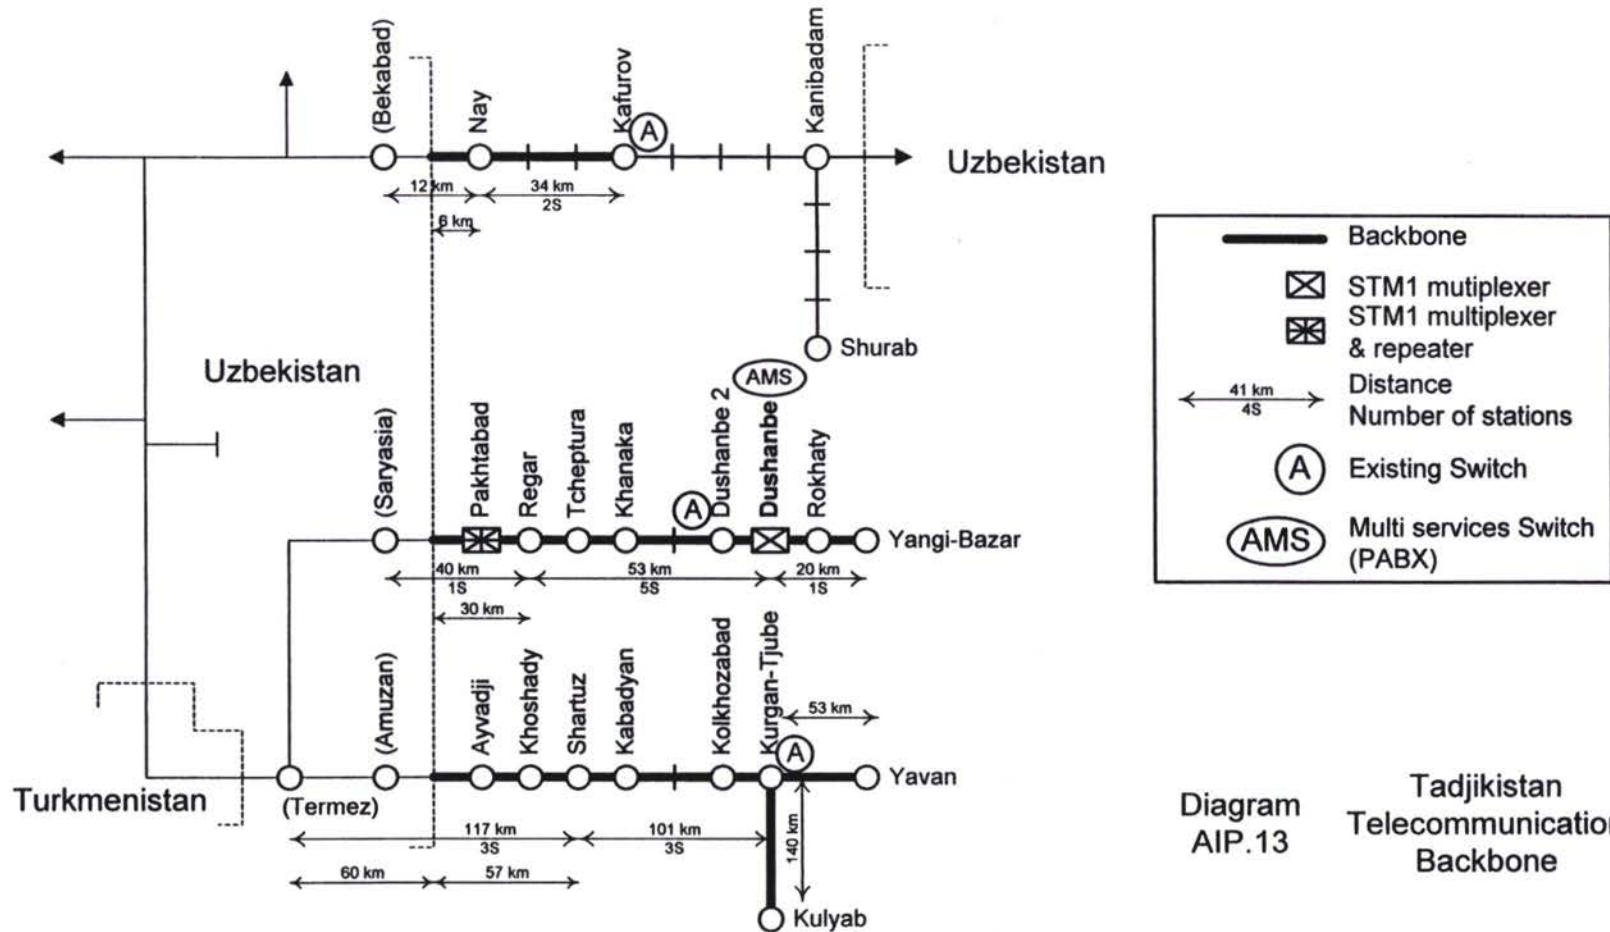 (Bekabad)
Nay
Kafurov
A
Kanibadam
Uzbekistan
12 km
34 km
2S
6 km
Shurab
Uzbekistan
AMS
(Saryasia)
Pakhtabad
Regar
Tcheptura
Khanaka
A
Dushanbe 2
Dushanbe
Rokhaty
Yangi-Bazar
40 km
1S
53 km
5S
20 km
1S
30 km
(Amuzan)
Ayvadji
Khoshady
Shartuz
Kabadyan
Kolkhozabad
Kurgan-Tjube
53 km
A
Yavan
Turkmenistan
(Termez)
117 km
3S
101 km
3S
140 km
60 km
57 km
Kulyab
Backbone
STM1 mutiplexer
STM1 multiplexer
& repeater
41 km
4S
Distance
Number of stations
A
Existing Switch
AMS
Multi services Switch
(PABX)
Diagram
AIP.13
Tadjikistan
Telecommunication
Backbone